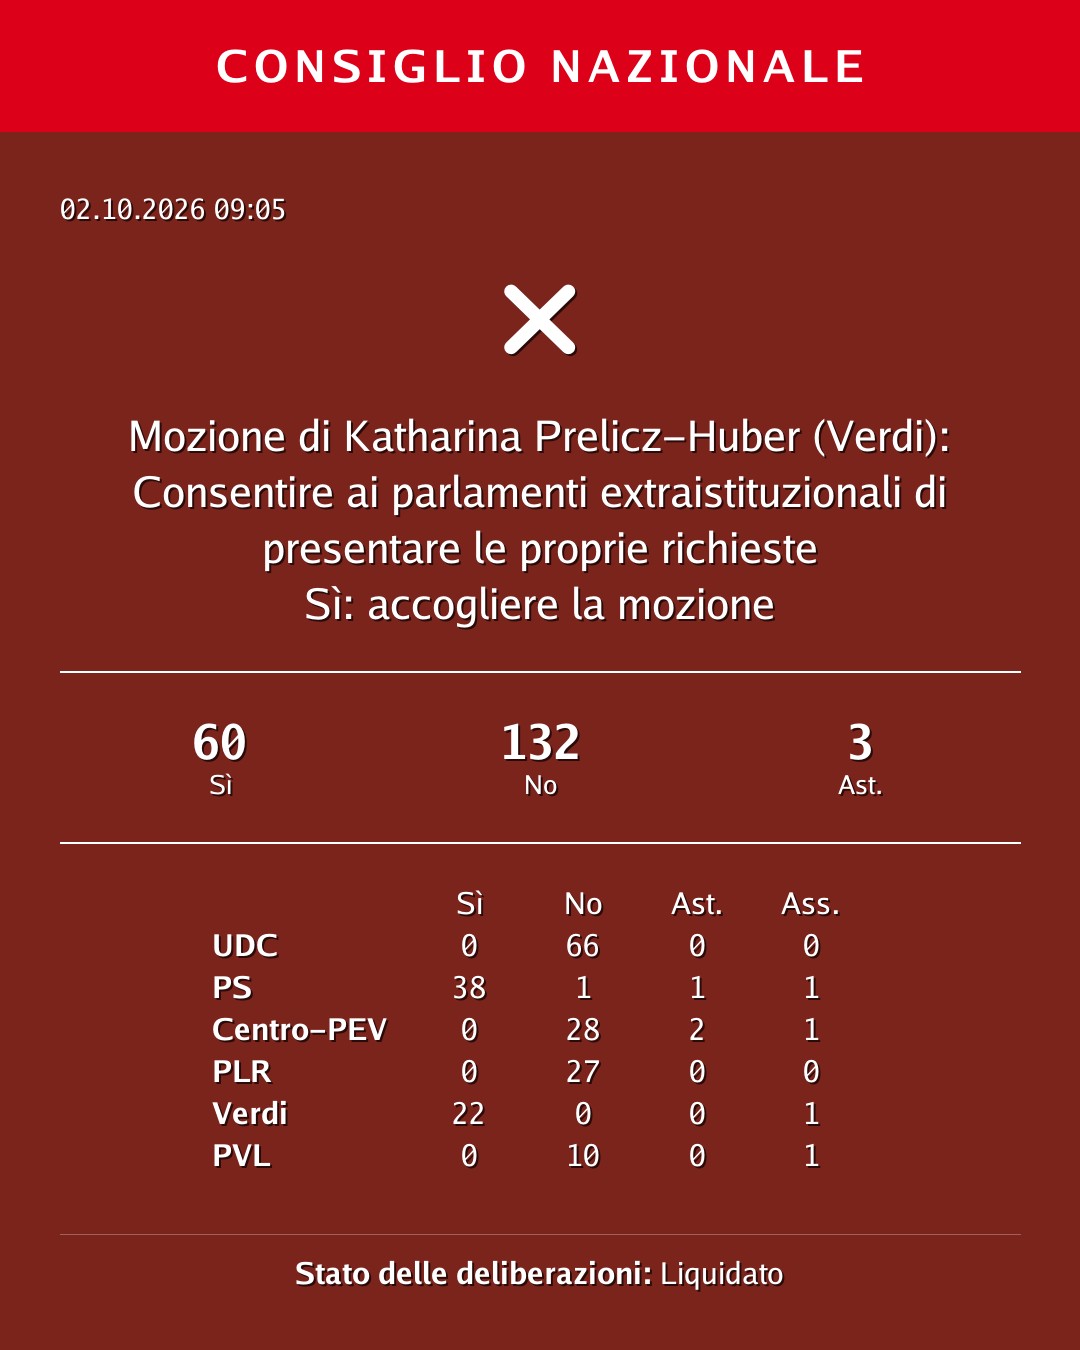 CONSIGLIO NAZIONALE
02.10.2026 09:05
Mozione di Katharina Prelicz–Huber (Verdi):
Consentire ai parlamenti extraistituzionali di
presentare le proprie richieste
Sì: accogliere la mozione
60 132 3
Sì No Ast.
Sì No Ast. Ass.
UDC 0 66 0 0
PS 38 1 1 1
Centro–PEV 0 28 2 1
PLR 0 27 0 0
Verdi 22 0 0 1
PVL 0 10 0 1
Stato delle deliberazioni: Liquidato